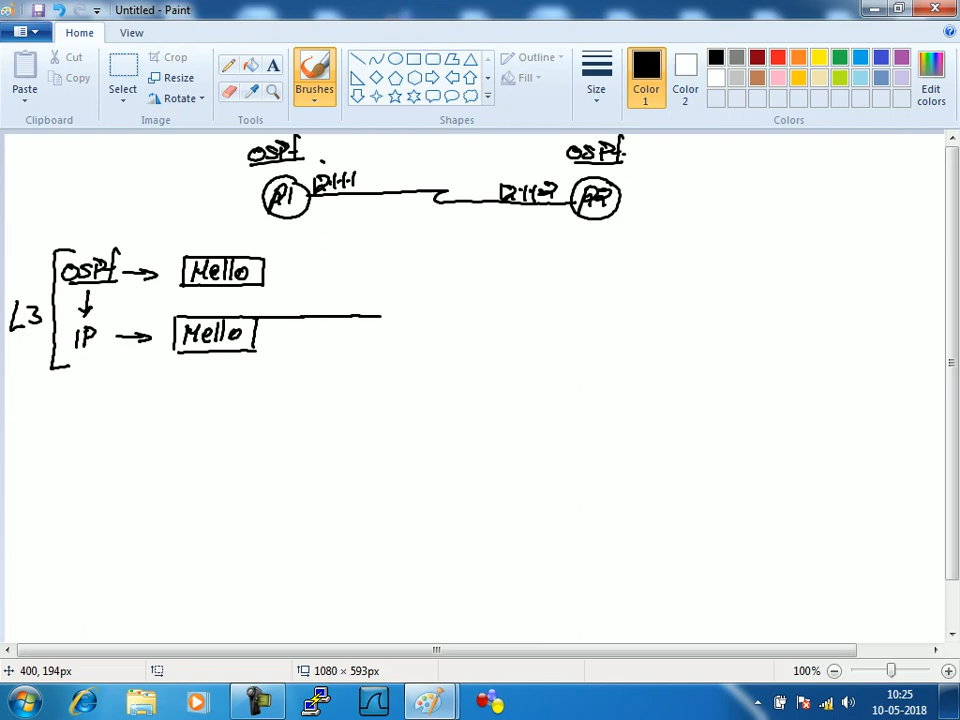 Untitled - Paint
Home View
Cut
Copy
Paste
Clipboard
Select
Crop
Resize
Rotate
Image
Tools
Brushes
Shapes
Outline
Fill
Size
Color 1
Color 2
Edit colors
Colors
OSPF OSPF
R1 R2
OSPF → Hello
L3
IP → Hello
400, 194px
1080 × 593px
100%
10:25
10-05-2018